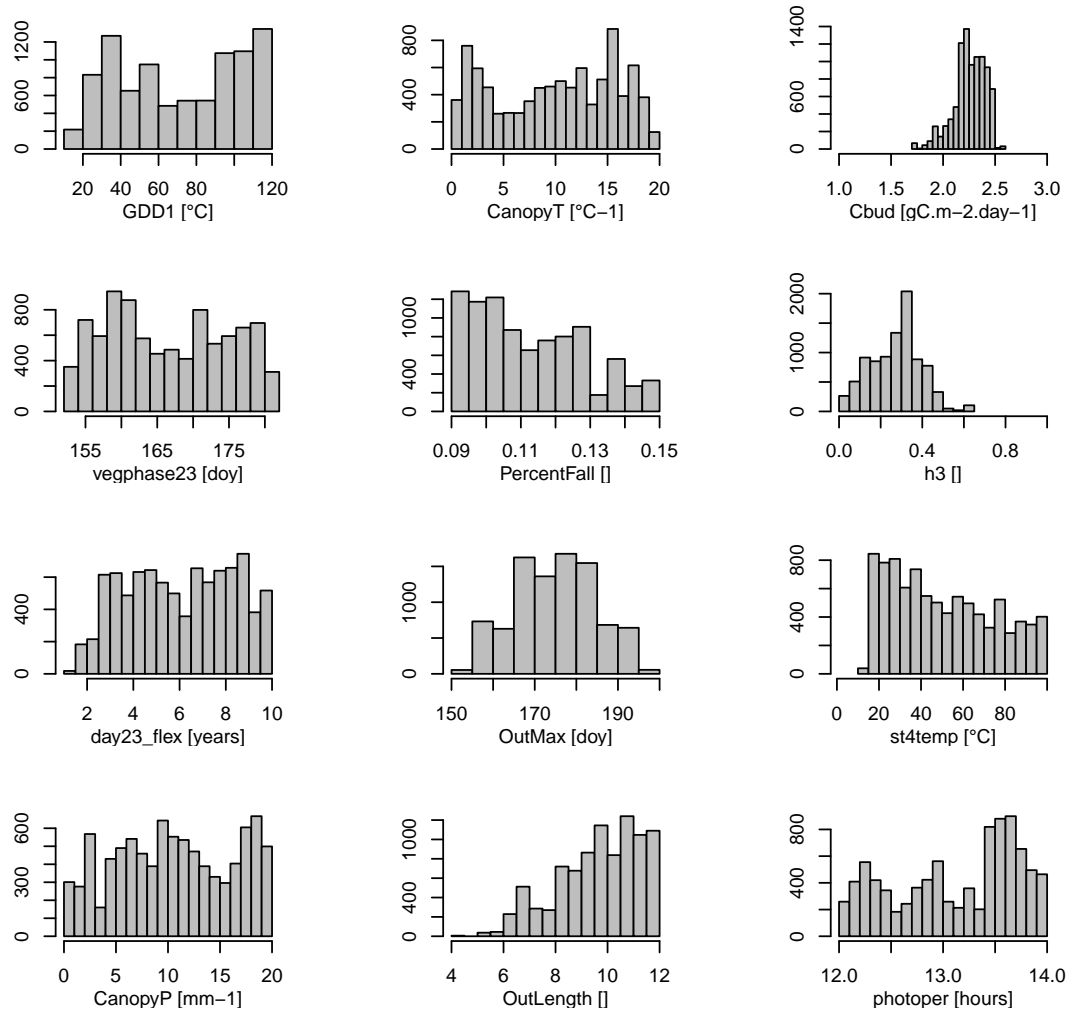 0 600 1200
20 40 60 80 120
GDD1 [°C]
0 400 800
0 5 10 15 20
CanopyT [°C−1]
0 600 1400
1.0 1.5 2.0 2.5 3.0
Cbud [gC.m−2.day−1]
0 400 800
155 165 175
vegphase23 [doy]
0 400 1000
0.09 0.11 0.13 0.15
PercentFall []
0 1000 2000
0.0 0.4 0.8
h3 []
0 400
2 4 6 8 10
day23_flex [years]
0 1000
150 170 190
OutMax [doy]
0 400 800
0 20 40 60 80
st4temp [°C]
0 300 600
0 5 10 15 20
CanopyP [mm−1]
0 400 1000
4 6 8 10 12
OutLength []
0 400 800
12.0 13.0 14.0
photoper [hours]